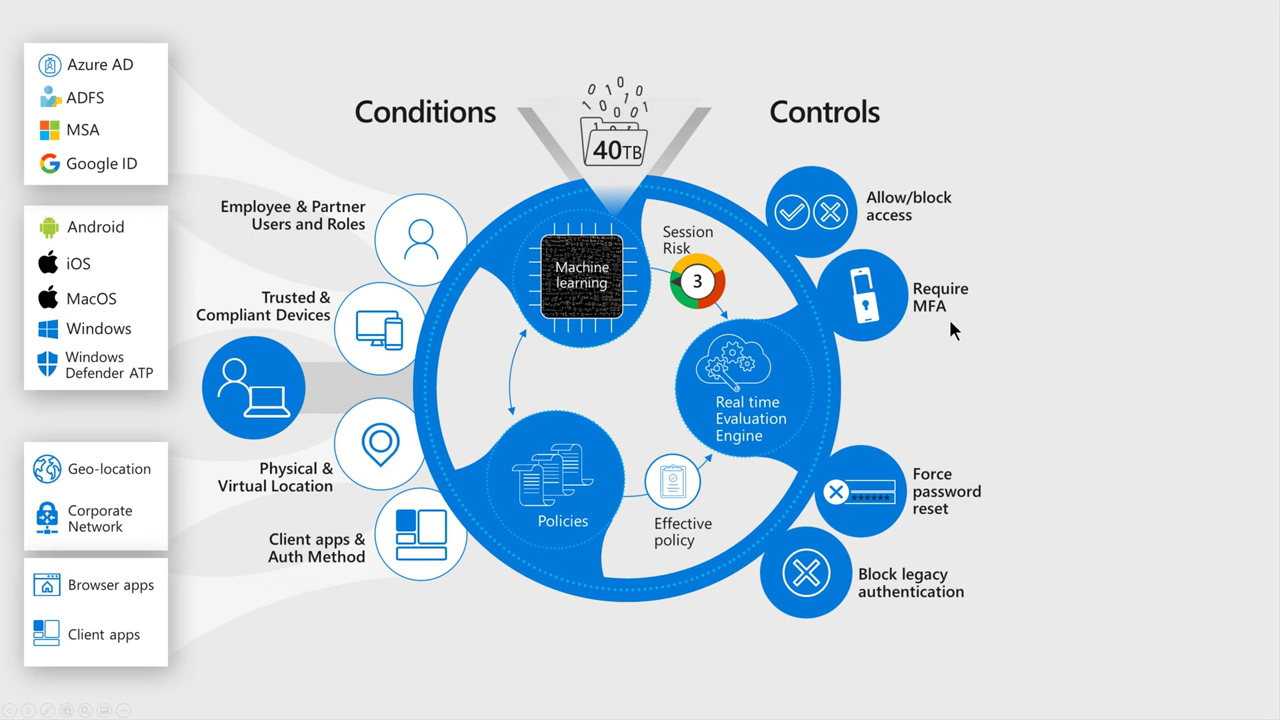 Azure AD
ADFS
MSA
Google ID
Android
iOS
MacOS
Windows
Windows
Defender ATP
Geo-location
Corporate
Network
Browser apps
Client apps
Conditions
Employee & Partner
Users and Roles
Trusted &
Compliant Devices
Physical &
Virtual Location
Client apps &
Auth Method
40TB
Machine
learning
Session
Risk
3
Real time
Evaluation
Engine
Policies
Effective
policy
Controls
Allow/block
access
Require
MFA
Force
password
reset
Block legacy
authentication